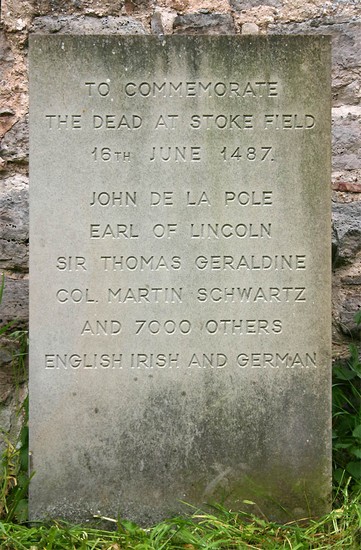 TO COMMEMORATE
THE DEAD AT STOKE FIELD
16TH JUNE 1487.
JOHN DE LA POLE
EARL OF LINCOLN
SIR THOMAS GERALDINE
COL. MARTIN SCHWARTZ
AND 7000 OTHERS
ENGLISH IRISH AND GERMAN